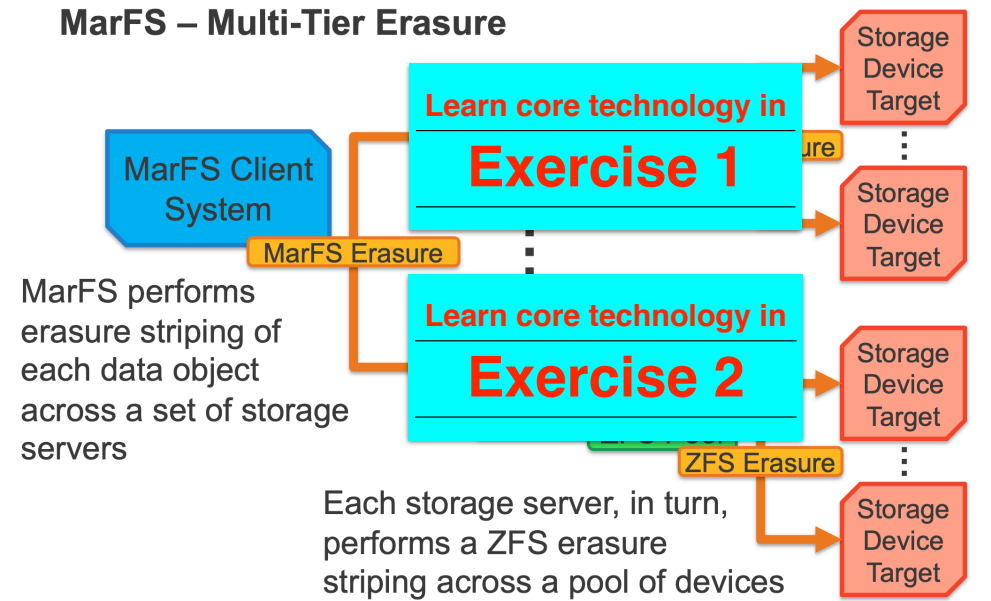 MarFS – Multi-Tier Erasure
Storage
Device
Target
Learn core technology in
Exercise 1
MarFS Client
System
Storage
Device
Target
MarFS Erasure
MarFS performs
erasure striping of
each data object
across a set of storage
servers
Learn core technology in
Exercise 2
Storage
Device
Target
ZFS Erasure
Each storage server, in turn,
performs a ZFS erasure
striping across a pool of devices
Storage
Device
Target